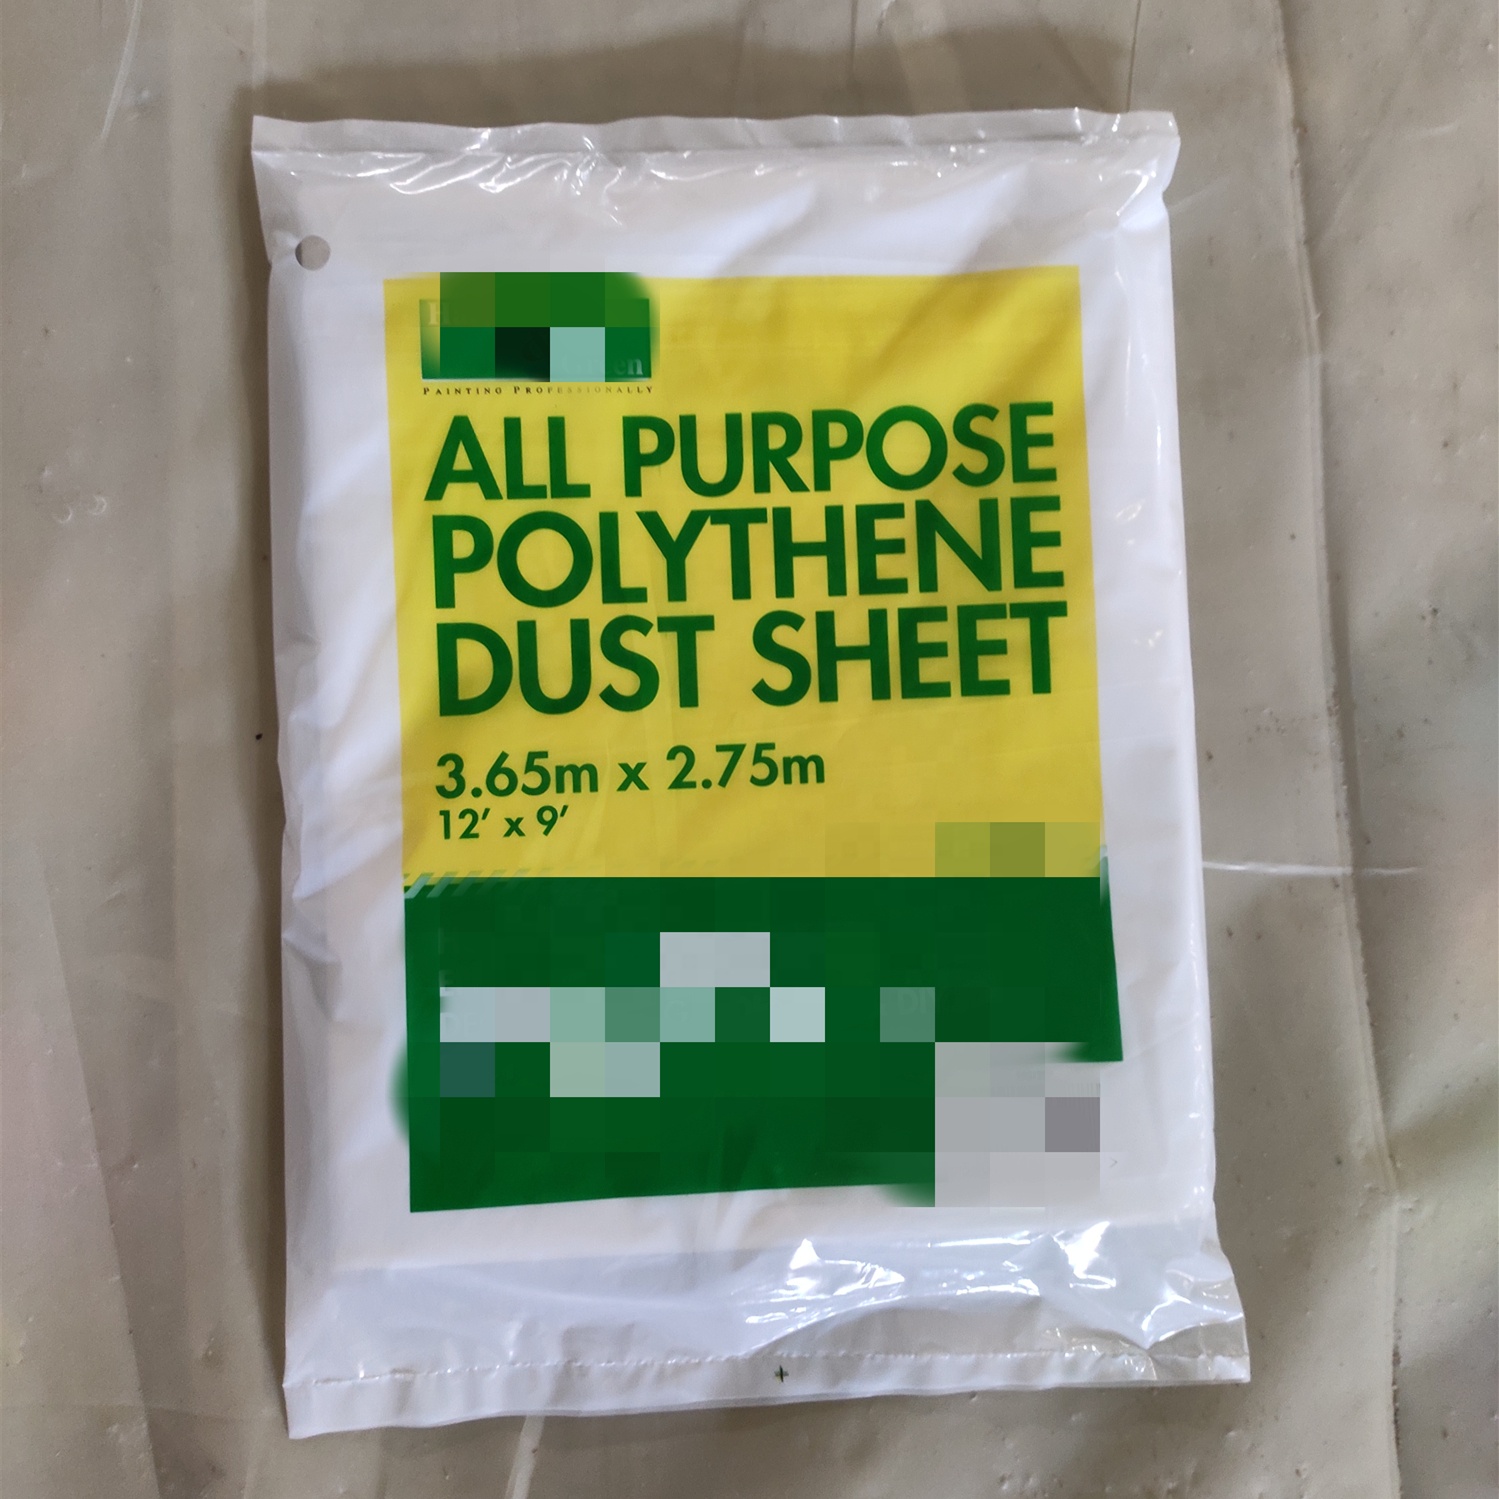 PAINTING PROFESSIONALLY
ALL PURPOSE
POLYTHENE
DUST SHEET
3.65m x 2.75m
12′ x 9′